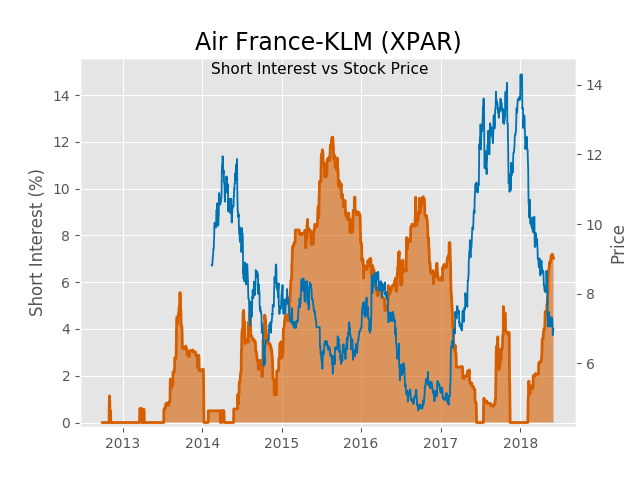 Air France-KLM (XPAR)
Short Interest vs Stock Price
Short Interest (%)
14
12
10
8
6
4
2
0
14
12
10
8
6
Price
2013 2014 2015 2016 2017 2018